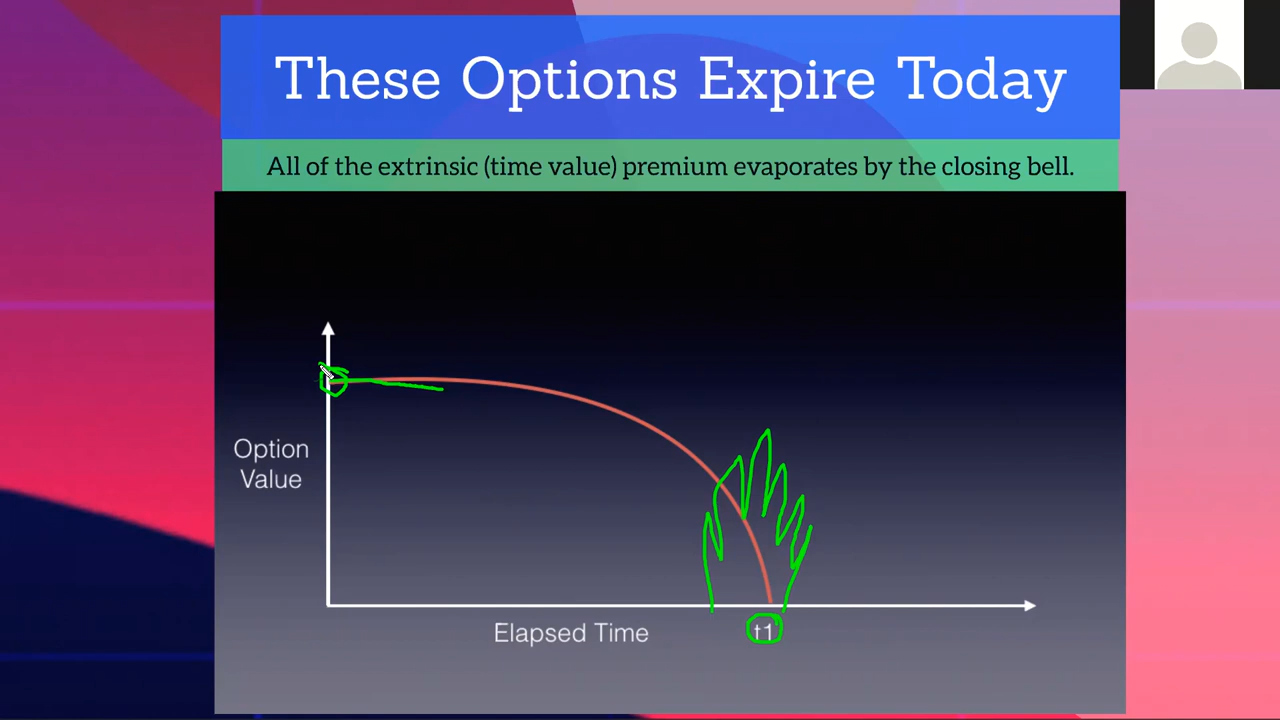 These Options Expire Today
All of the extrinsic (time value) premium evaporates by the closing bell.
Option
Value
Elapsed Time
t1